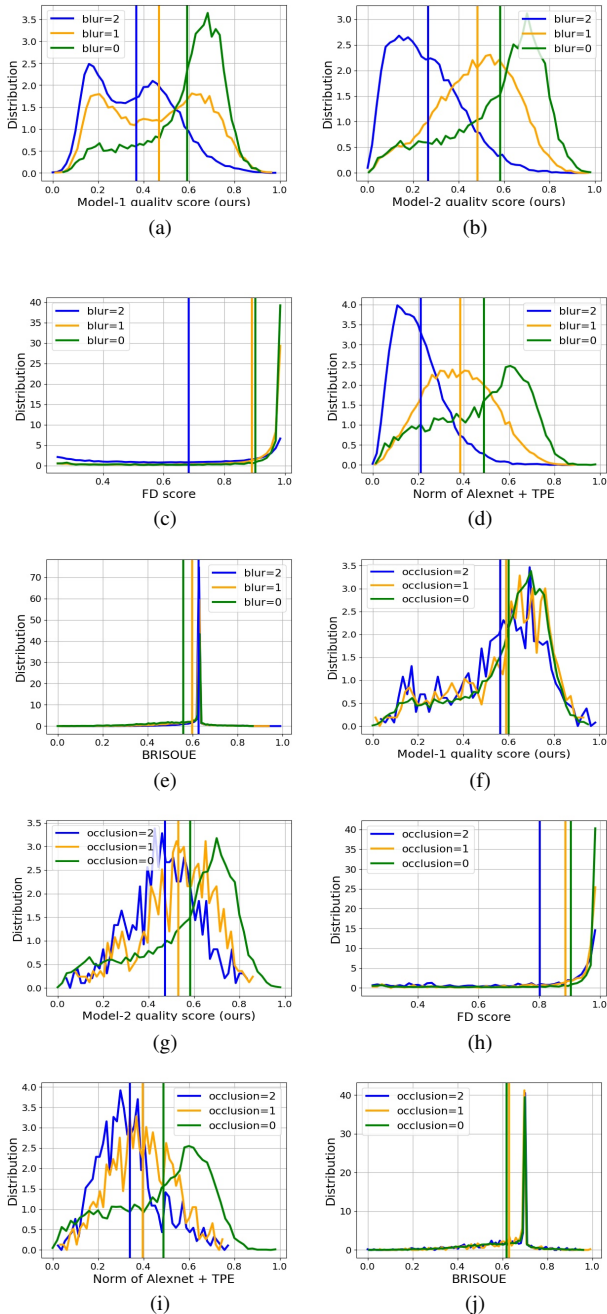 Distribution
3.5
3.0
2.5
2.0
1.5
1.0
0.5
0.0
blur=2
blur=1
blur=0
0.0 0.2 0.4 0.6 0.8 1.0
Model-1 quality score (ours)
(a)
Distribution
3.0
2.5
2.0
1.5
1.0
0.5
0.0
blur=2
blur=1
blur=0
0.0 0.2 0.4 0.6 0.8 1.0
Model-2 quality score (ours)
(b)
Distribution
40
35
30
25
20
15
10
5
0
blur=2
blur=1
blur=0
0.4 0.6 0.8 1.0
FD score
(c)
Distribution
4.0
3.5
3.0
2.5
2.0
1.5
1.0
0.5
0.0
blur=2
blur=1
blur=0
0.0 0.2 0.4 0.6 0.8 1.0
Norm of Alexnet + TPE
(d)
Distribution
70
60
50
40
30
20
10
0
blur=2
blur=1
blur=0
0.0 0.2 0.4 0.6 0.8 1.0
BRISQUE
(e)
Distribution
3.5
3.0
2.5
2.0
1.5
1.0
0.5
0.0
occlusion=2
occlusion=1
occlusion=0
0.0 0.2 0.4 0.6 0.8 1.0
Model-1 quality score (ours)
(f)
Distribution
3.5
3.0
2.5
2.0
1.5
1.0
0.5
0.0
occlusion=2
occlusion=1
occlusion=0
0.0 0.2 0.4 0.6 0.8 1.0
Model-2 quality score (ours)
(g)
Distribution
40
35
30
25
20
15
10
5
0
occlusion=2
occlusion=1
occlusion=0
0.4 0.6 0.8 1.0
FD score
(h)
Distribution
4.0
3.5
3.0
2.5
2.0
1.5
1.0
0.5
0.0
occlusion=2
occlusion=1
occlusion=0
0.0 0.2 0.4 0.6 0.8 1.0
Norm of Alexnet + TPE
(i)
Distribution
40
30
20
10
0
occlusion=2
occlusion=1
occlusion=0
0.0 0.2 0.4 0.6 0.8 1.0
BRISQUE
(j)